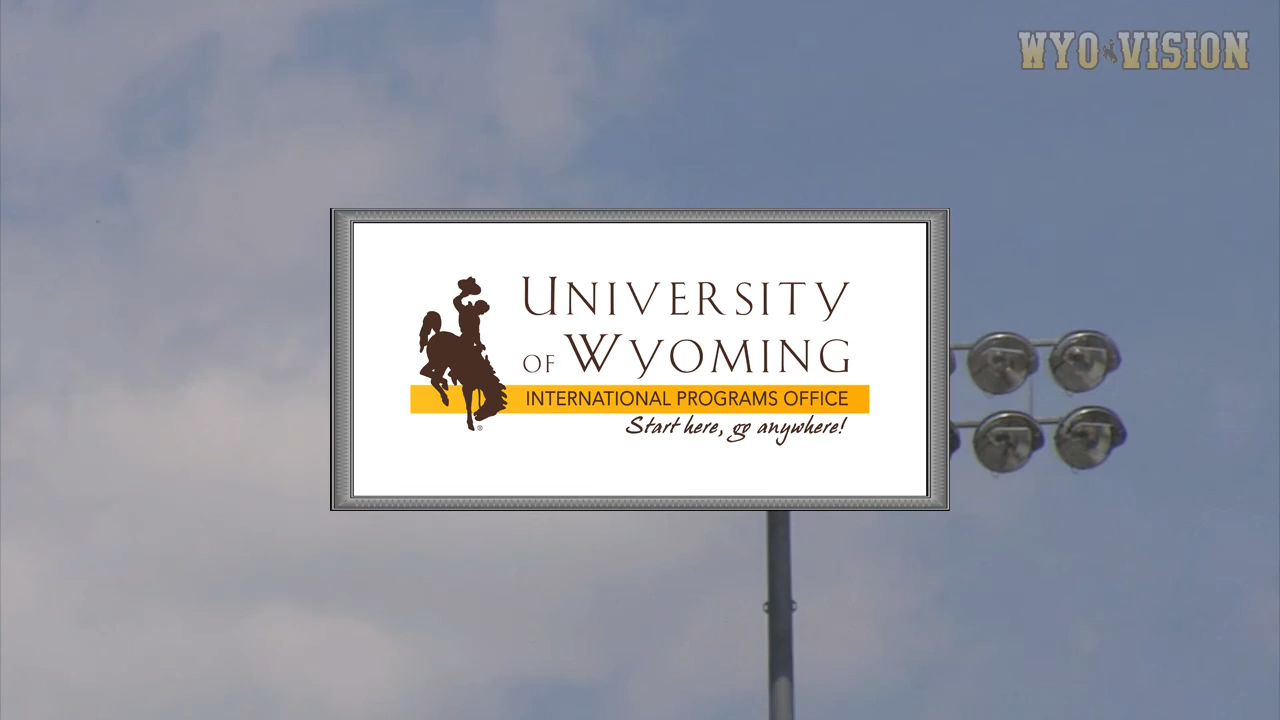 WYO VISION
UNIVERSITY
OF WYOMING
INTERNATIONAL PROGRAMS OFFICE
Start here, go anywhere!
®